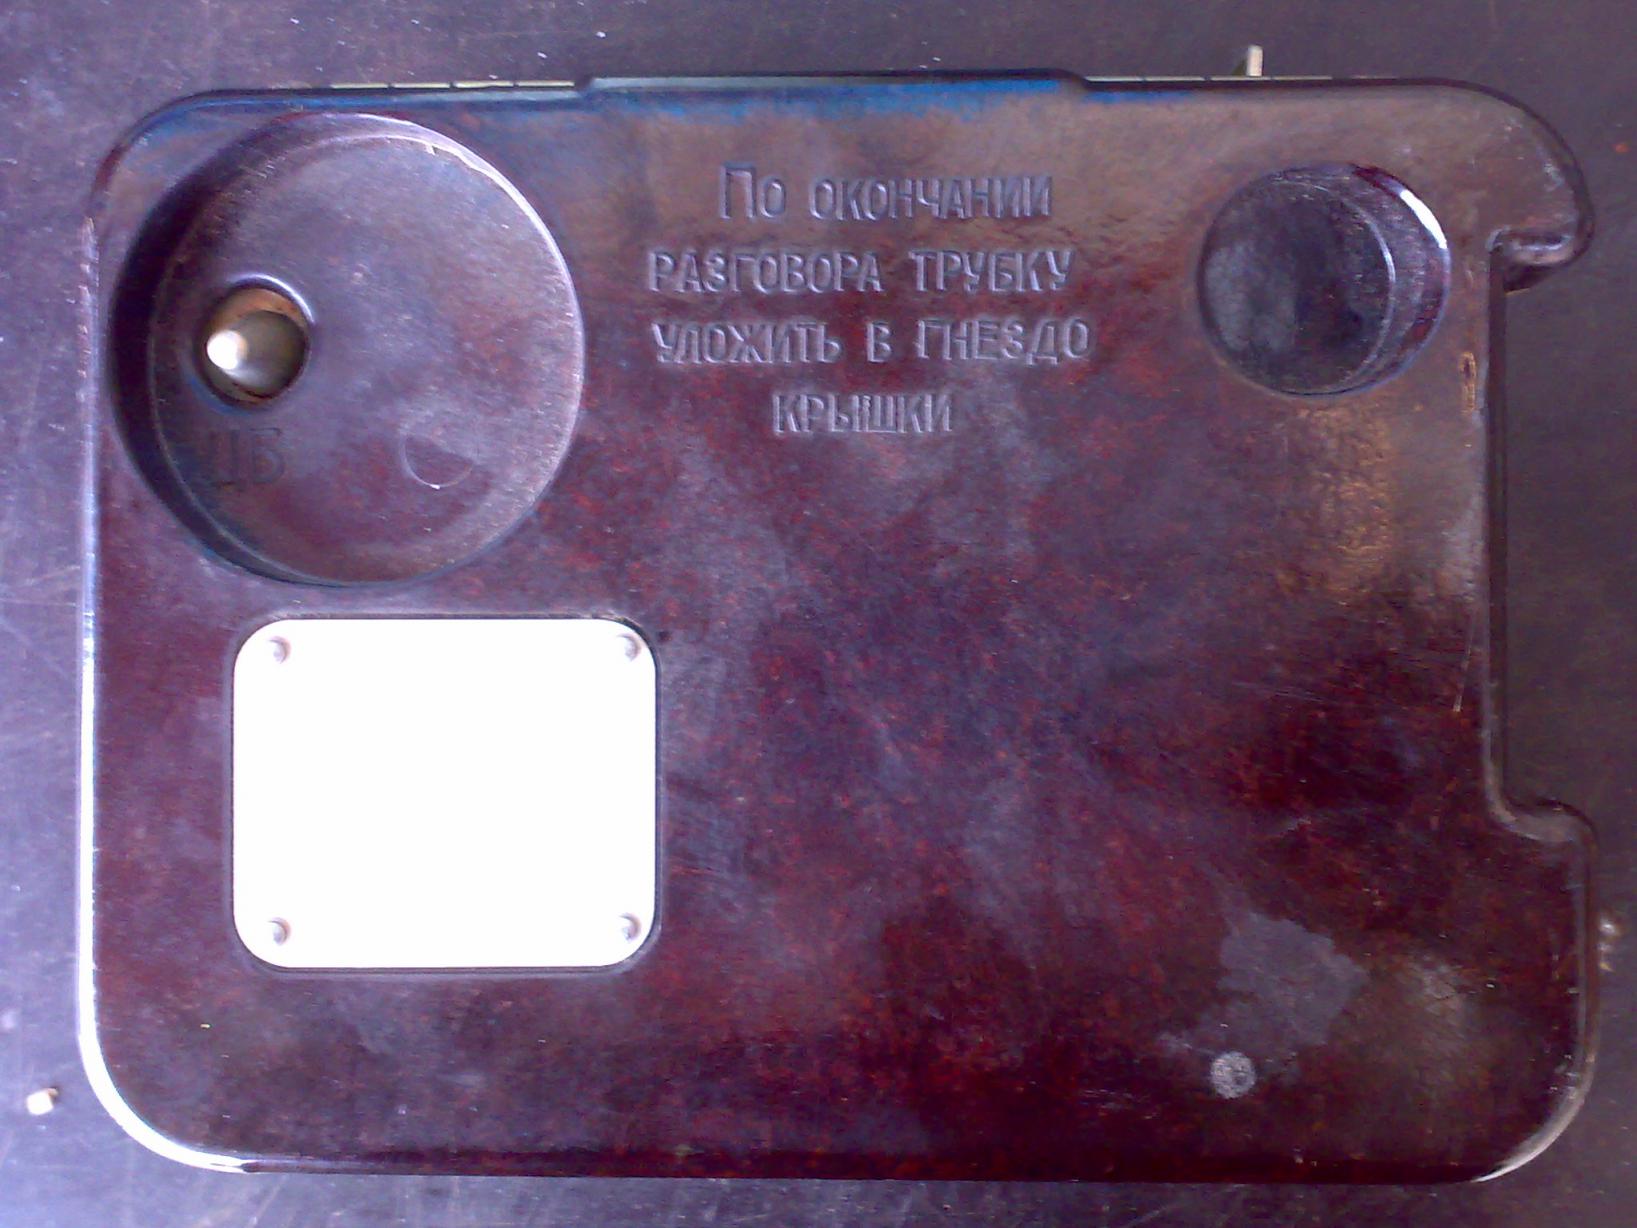 По окончании
разговора трубку
уложить в гнездо
крышки
ЦБ